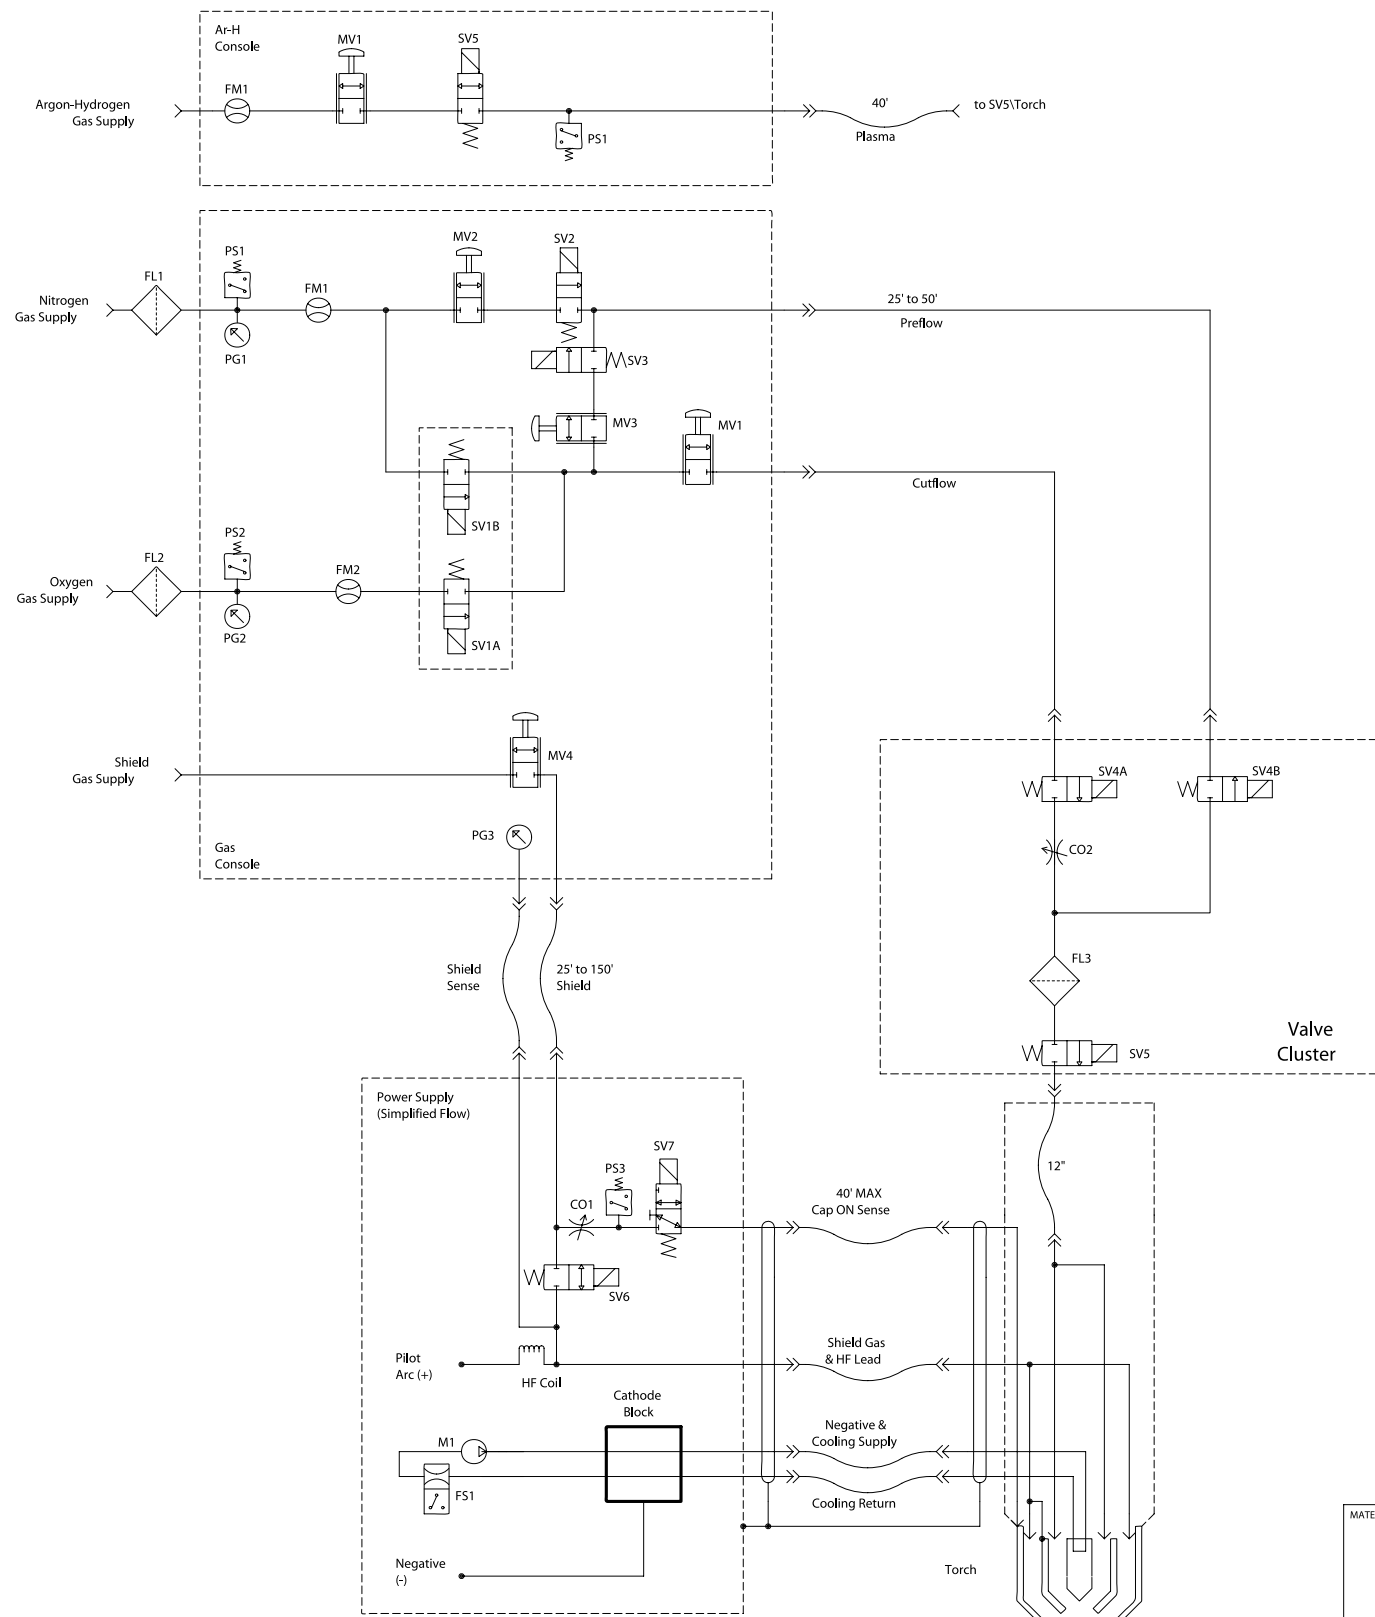 Ar-H
Console
MV1
SV5
FM1
Argon-Hydrogen
Gas Supply
PS1
40'
Plasma
to SV5\Torch
PS1
FL1
Nitrogen
Gas Supply
PG1
FM1
MV2
SV2
25' to 50'
Preflow
SV3
MV3
MV1
Cutflow
SV1B
PS2
FL2
Oxygen
Gas Supply
PG2
FM2
SV1A
Shield
Gas Supply
MV4
PG3
Gas
Console
SV4A
SV4B
CO2
FL3
Valve
Cluster
SV5
Shield
Sense
25' to 150'
Shield
Power Supply
(Simplified Flow)
SV7
PS3
CO1
40' MAX
Cap ON Sense
12"
SV6
Pilot
Arc (+)
HF Coil
Shield Gas
& HF Lead
Cathode
Block
M1
FS1
Negative &
Cooling Supply
Cooling Return
Negative
(-)
Torch
MATE